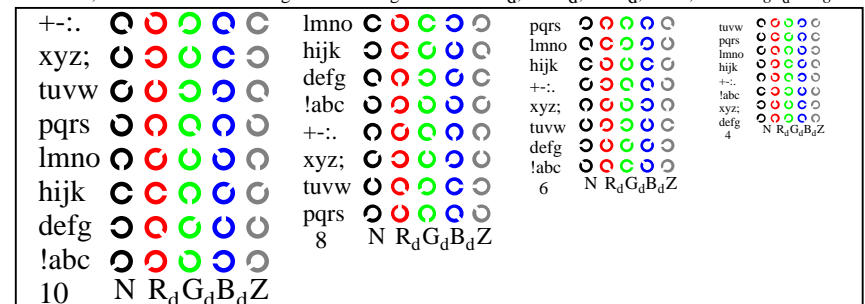 +-:.
xyz;
tuvw
pqrs
lmno
hijk
defg
!abc
10 N RdGdBdZ
lmno
hijk
defg
!abc
+-:.
xyz;
tuvw
pqrs
8 N RdGdBdZ
pqrs
lmno
hijk
+-:.
xyz;
tuvw
defg
!abc
6 N RdGdBdZ
tuvw
pqrs
lmno
hijk
+-:.
!abc
xyz;
defg
4 N RdGdBdZ